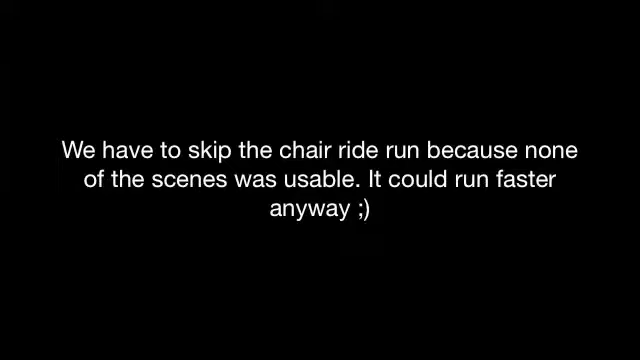 We have to skip the chair ride run because none
of the scenes was usable. It could run faster
anyway ;)